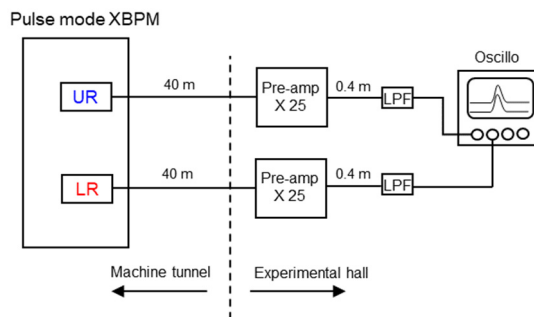 Pulse mode XBPM
Oscillo
UR
40 m
Pre-amp
X 25
0.4 m
LPF
LR
40 m
Pre-amp
X 25
0.4 m
LPF
Machine tunnel
Experimental hall